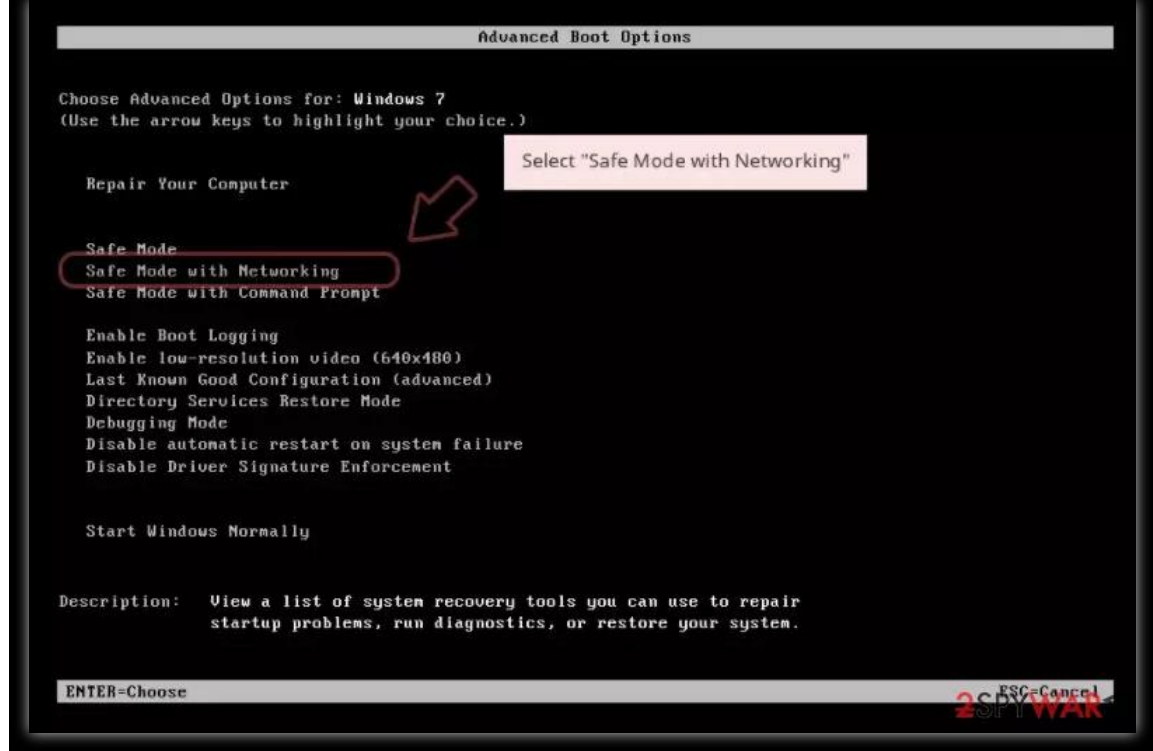 Advanced Boot Options
Choose Advanced Options for: Windows 7
(Use the arrow keys to highlight your choice.)
Select "Safe Mode with Networking"
Repair Your Computer
Safe Mode
Safe Mode with Networking
Safe Mode with Command Prompt
Enable Boot Logging
Enable low-resolution video (640x480)
Last Known Good Configuration (advanced)
Directory Services Restore Mode
Debugging Mode
Disable automatic restart on system failure
Disable Driver Signature Enforcement
Start Windows Normally
Description: View a list of system recovery tools you can use to repair
startup problems, run diagnostics, or restore your system.
ENTER=Choose ESC=Cancel
2SPYWAR